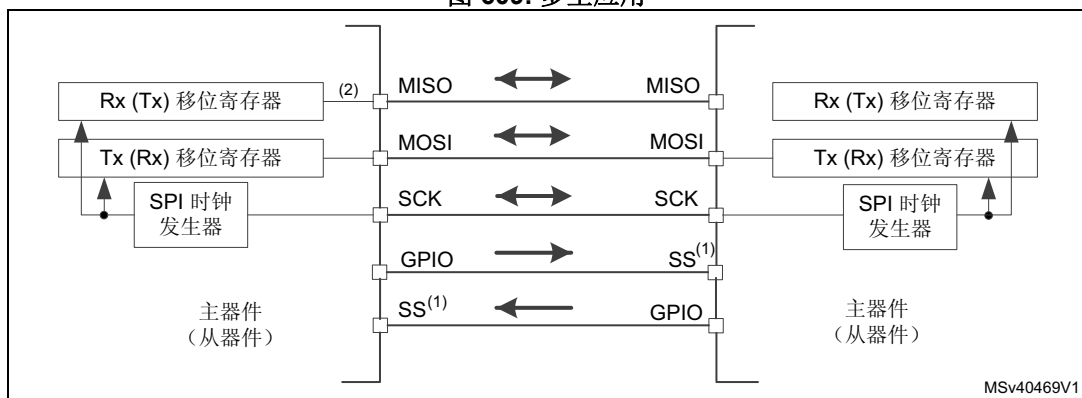 MISO
MISO
Rx (Tx) 移位寄存器
(2)
Rx (Tx) 移位寄存器
MOSI
MOSI
Tx (Rx) 移位寄存器
Tx (Rx) 移位寄存器
SPI 时钟
发生器
SCK
SCK
SPI 时钟
发生器
GPIO
SS(1)
SS(1)
GPIO
主器件
（从器件）
主器件
（从器件）
MSv40469V1